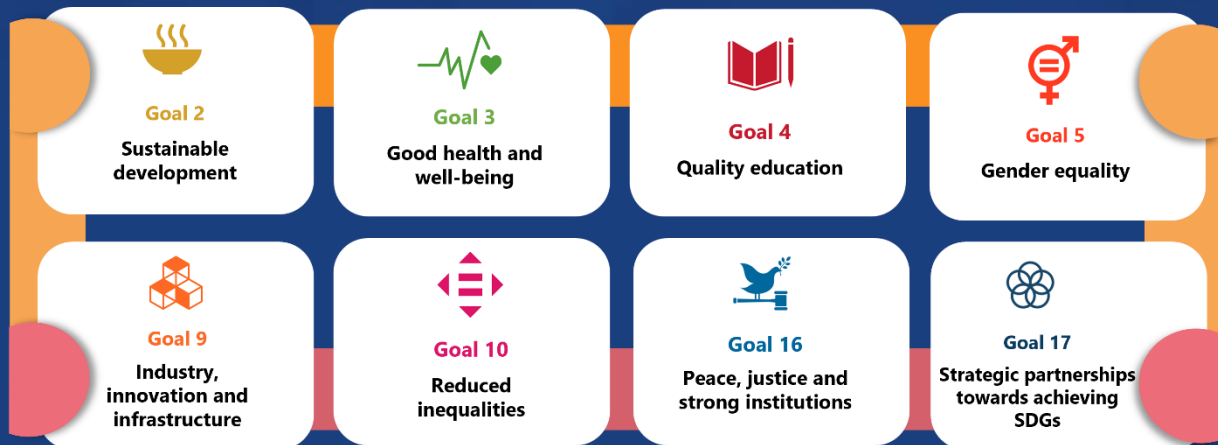 Goal 2
Sustainable
development
Goal 3
Good health and
well-being
Goal 4
Quality education
Goal 5
Gender equality
Goal 9
Industry,
innovation and
infrastructure
Goal 10
Reduced
inequalities
Goal 16
Peace, justice and
strong institutions
Goal 17
Strategic partnerships
towards achieving
SDGs